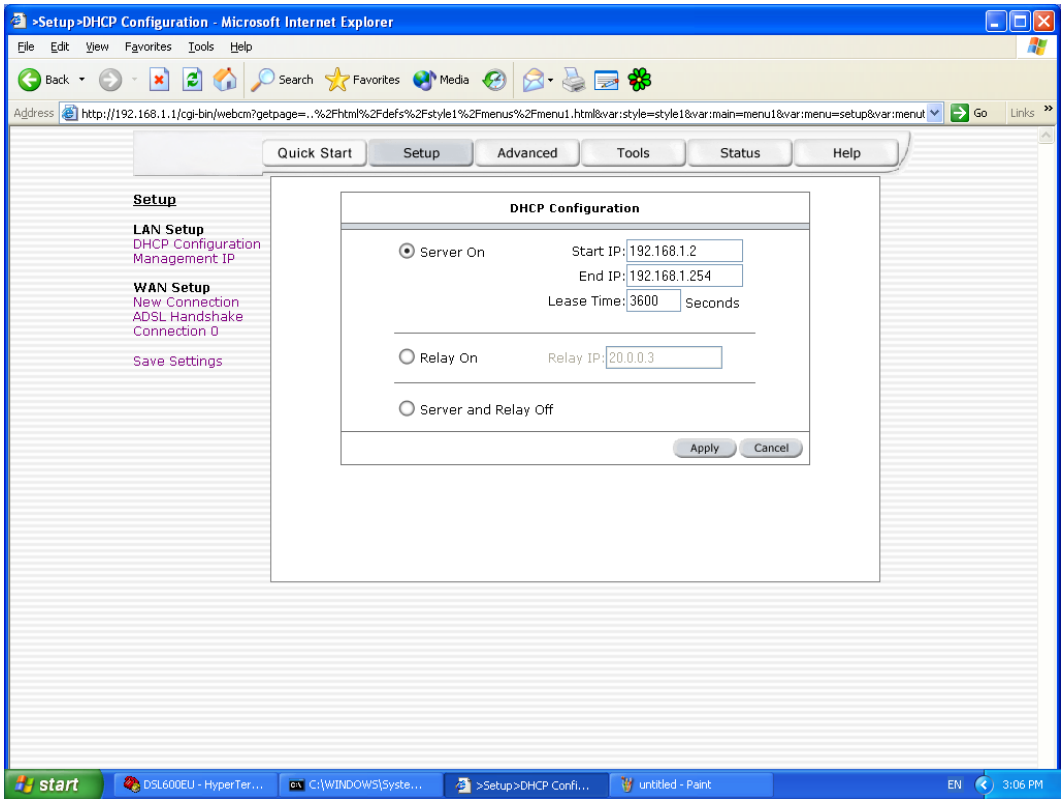 >Setup>DHCP Configuration - Microsoft Internet Explorer
File Edit View Favorites Tools Help
Back Search Favorites Media
Address http://192.168.1.1/cgi-bin/webcm?getpage=..%2Fhtml%2Fdefs%2Fstyle1%2Fmenus%2Fmenu1.html&var:style=style1&var:main=menu1&var:menu=setup&var:menut Go Links »
Quick Start Setup Advanced Tools Status Help
Setup
LAN Setup
DHCP Configuration
Management IP
WAN Setup
New Connection
ADSL Handshake
Connection 0
Save Settings
DHCP Configuration
Server On Start IP: 192.168.1.2
End IP: 192.168.1.254
Lease Time: 3600 Seconds
Relay On Relay IP: 20.0.0.3
Server and Relay Off
Apply Cancel
start DSL600EU - HyperTer... C:\WINDOWS\Syste... >Setup>DHCP Confi... untitled - Paint EN 3:06 PM